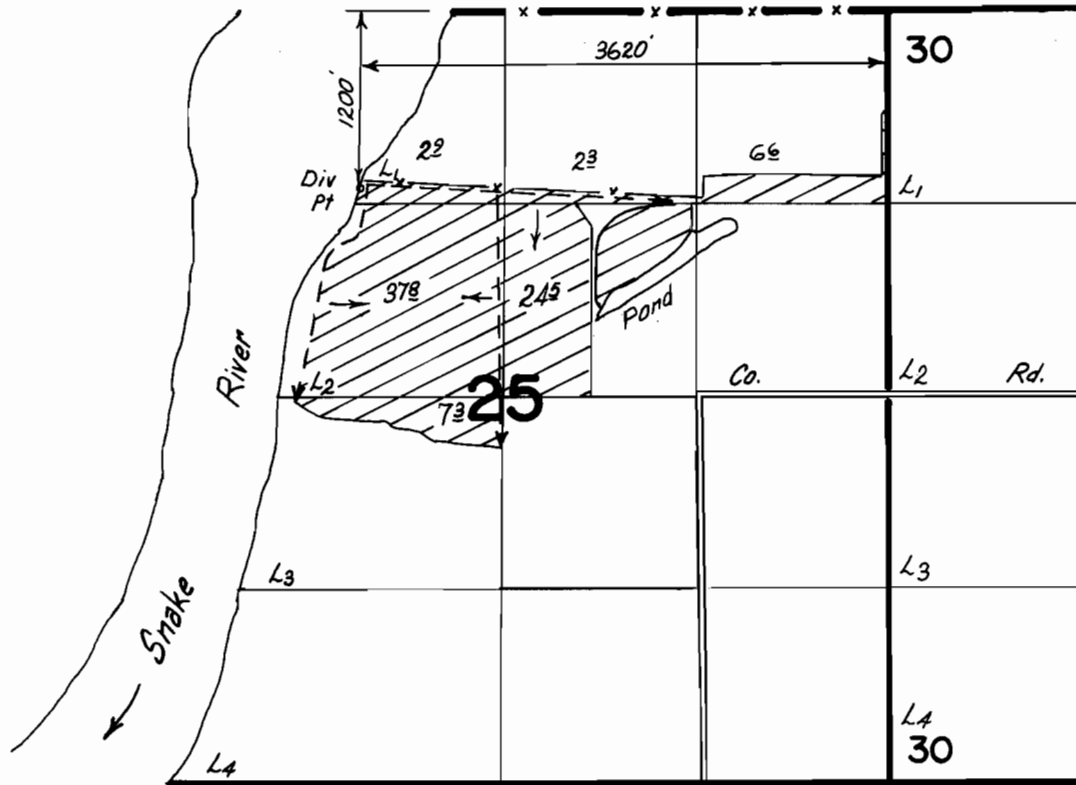 30
3620'
1200'
2 9
2 3
6 6
L1
Div
Pt
L1
37 8
24 5
Pond
River
L2
Co.
L2
Rd.
25
7 3
L3
L3
Snake
L4
L4
30